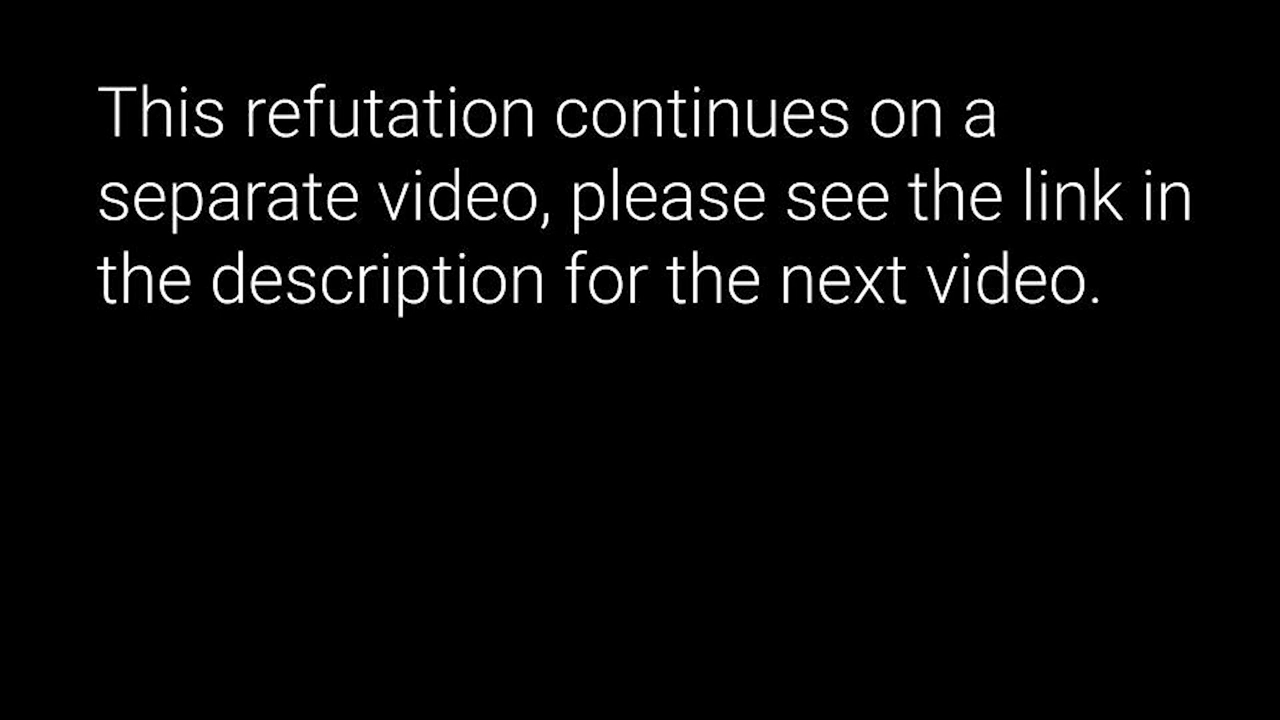 This refutation continues on a
separate video, please see the link in
the description for the next video.